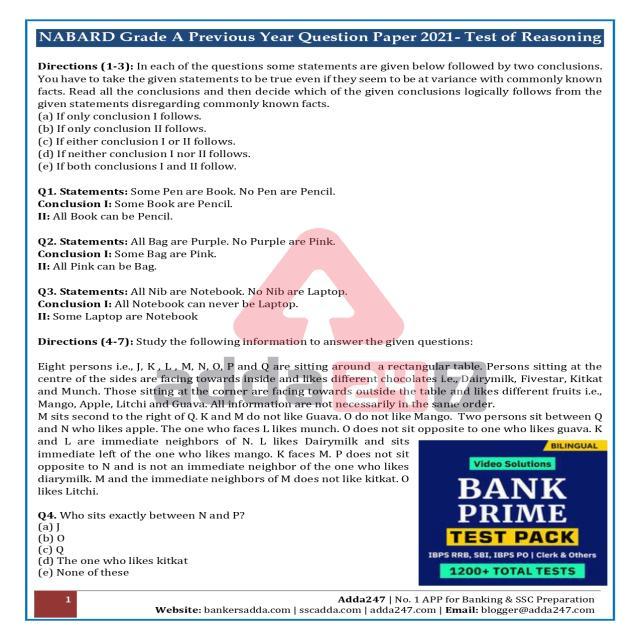 NABARD Grade A Previous Year Question Paper 2021- Test of Reasoning
Directions (1-3): In each of the questions some statements are given below followed by two conclusions.
You have to take the given statements to be true even if they seem to be at variance with commonly known
facts. Read all the conclusions and then decide which of the given conclusions logically follows from the
given statements disregarding commonly known facts.
(a) If only conclusion I follows.
(b) If only conclusion II follows.
(c) If either conclusion I or II follows.
(d) If neither conclusion I nor II follows.
(e) If both conclusions I and II follow.
Q1. Statements: Some Pen are Book. No Pen are Pencil.
Conclusion I: Some Book are Pencil.
II: All Book can be Pencil.
Q2. Statements: All Bag are Purple. No Purple are Pink.
Conclusion I: Some Bag are Pink.
II: All Pink can be Bag.
Q3. Statements: All Nib are Notebook. No Nib are Laptop.
Conclusion I: All Notebook can never be Laptop.
II: Some Laptop are Notebook
Directions (4-7): Study the following information to answer the given questions:
Eight persons i.e., J, K , L , M, N, O, P and Q are sitting around a rectangular table. Persons sitting at the
centre of the sides are facing towards inside and likes different chocolates i.e., Dairymilk, Fivestar, Kitkat
and Munch. Those sitting at the corner are facing towards outside the table and likes different fruits i.e.,
Mango, Apple, Litchi and Guava. All information are not necessarily in the same order.
M sits second to the right of Q. K and M do not like Guava. O do not like Mango. Two persons sit between Q
and N who likes apple. The one who faces L likes munch. O does not sit opposite to one who likes guava. K
and L are immediate neighbors of N. L likes Dairymilk and sits
immediate left of the one who likes mango. K faces M. P does not sit
opposite to N and is not an immediate neighbor of the one who likes
diarymilk. M and the immediate neighbors of M does not like kitkat. O
likes Litchi.
Q4. Who sits exactly between N and P?
(a) J
(b) O
(c) Q
(d) The one who likes kitkat
(e) None of these
BILINGUAL
Video Solutions
BANK
PRIME
TEST PACK
IBPS RRB, SBI, IBPS PO | Clerk & Others
1200+ TOTAL TESTS
adda247
1
Adda247 | No. 1 APP for Banking & SSC Preparation
Website: bankersadda.com | sscadda.com | adda247.com | Email: blogger@adda247.com